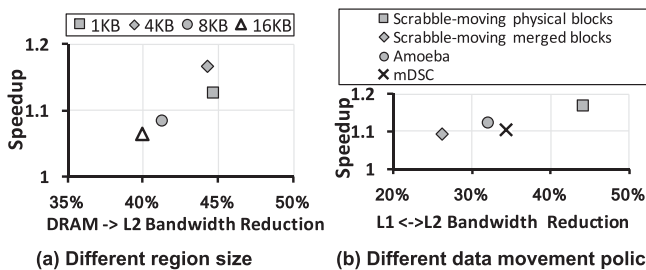 1KB 4KB 8KB 16KB
1.2
1.1
1
Speedup
35% 40% 45% 50%
DRAM -> L2 Bandwidth Reduction
(a) Different region size
Scrabble-moving physical blocks
Scrabble-moving merged blocks
Amoeba
mDSC
1.2
1.1
1
Speedup
20% 30% 40% 50%
L1 <->L2 Bandwidth Reduction
(b) Different data movement polic